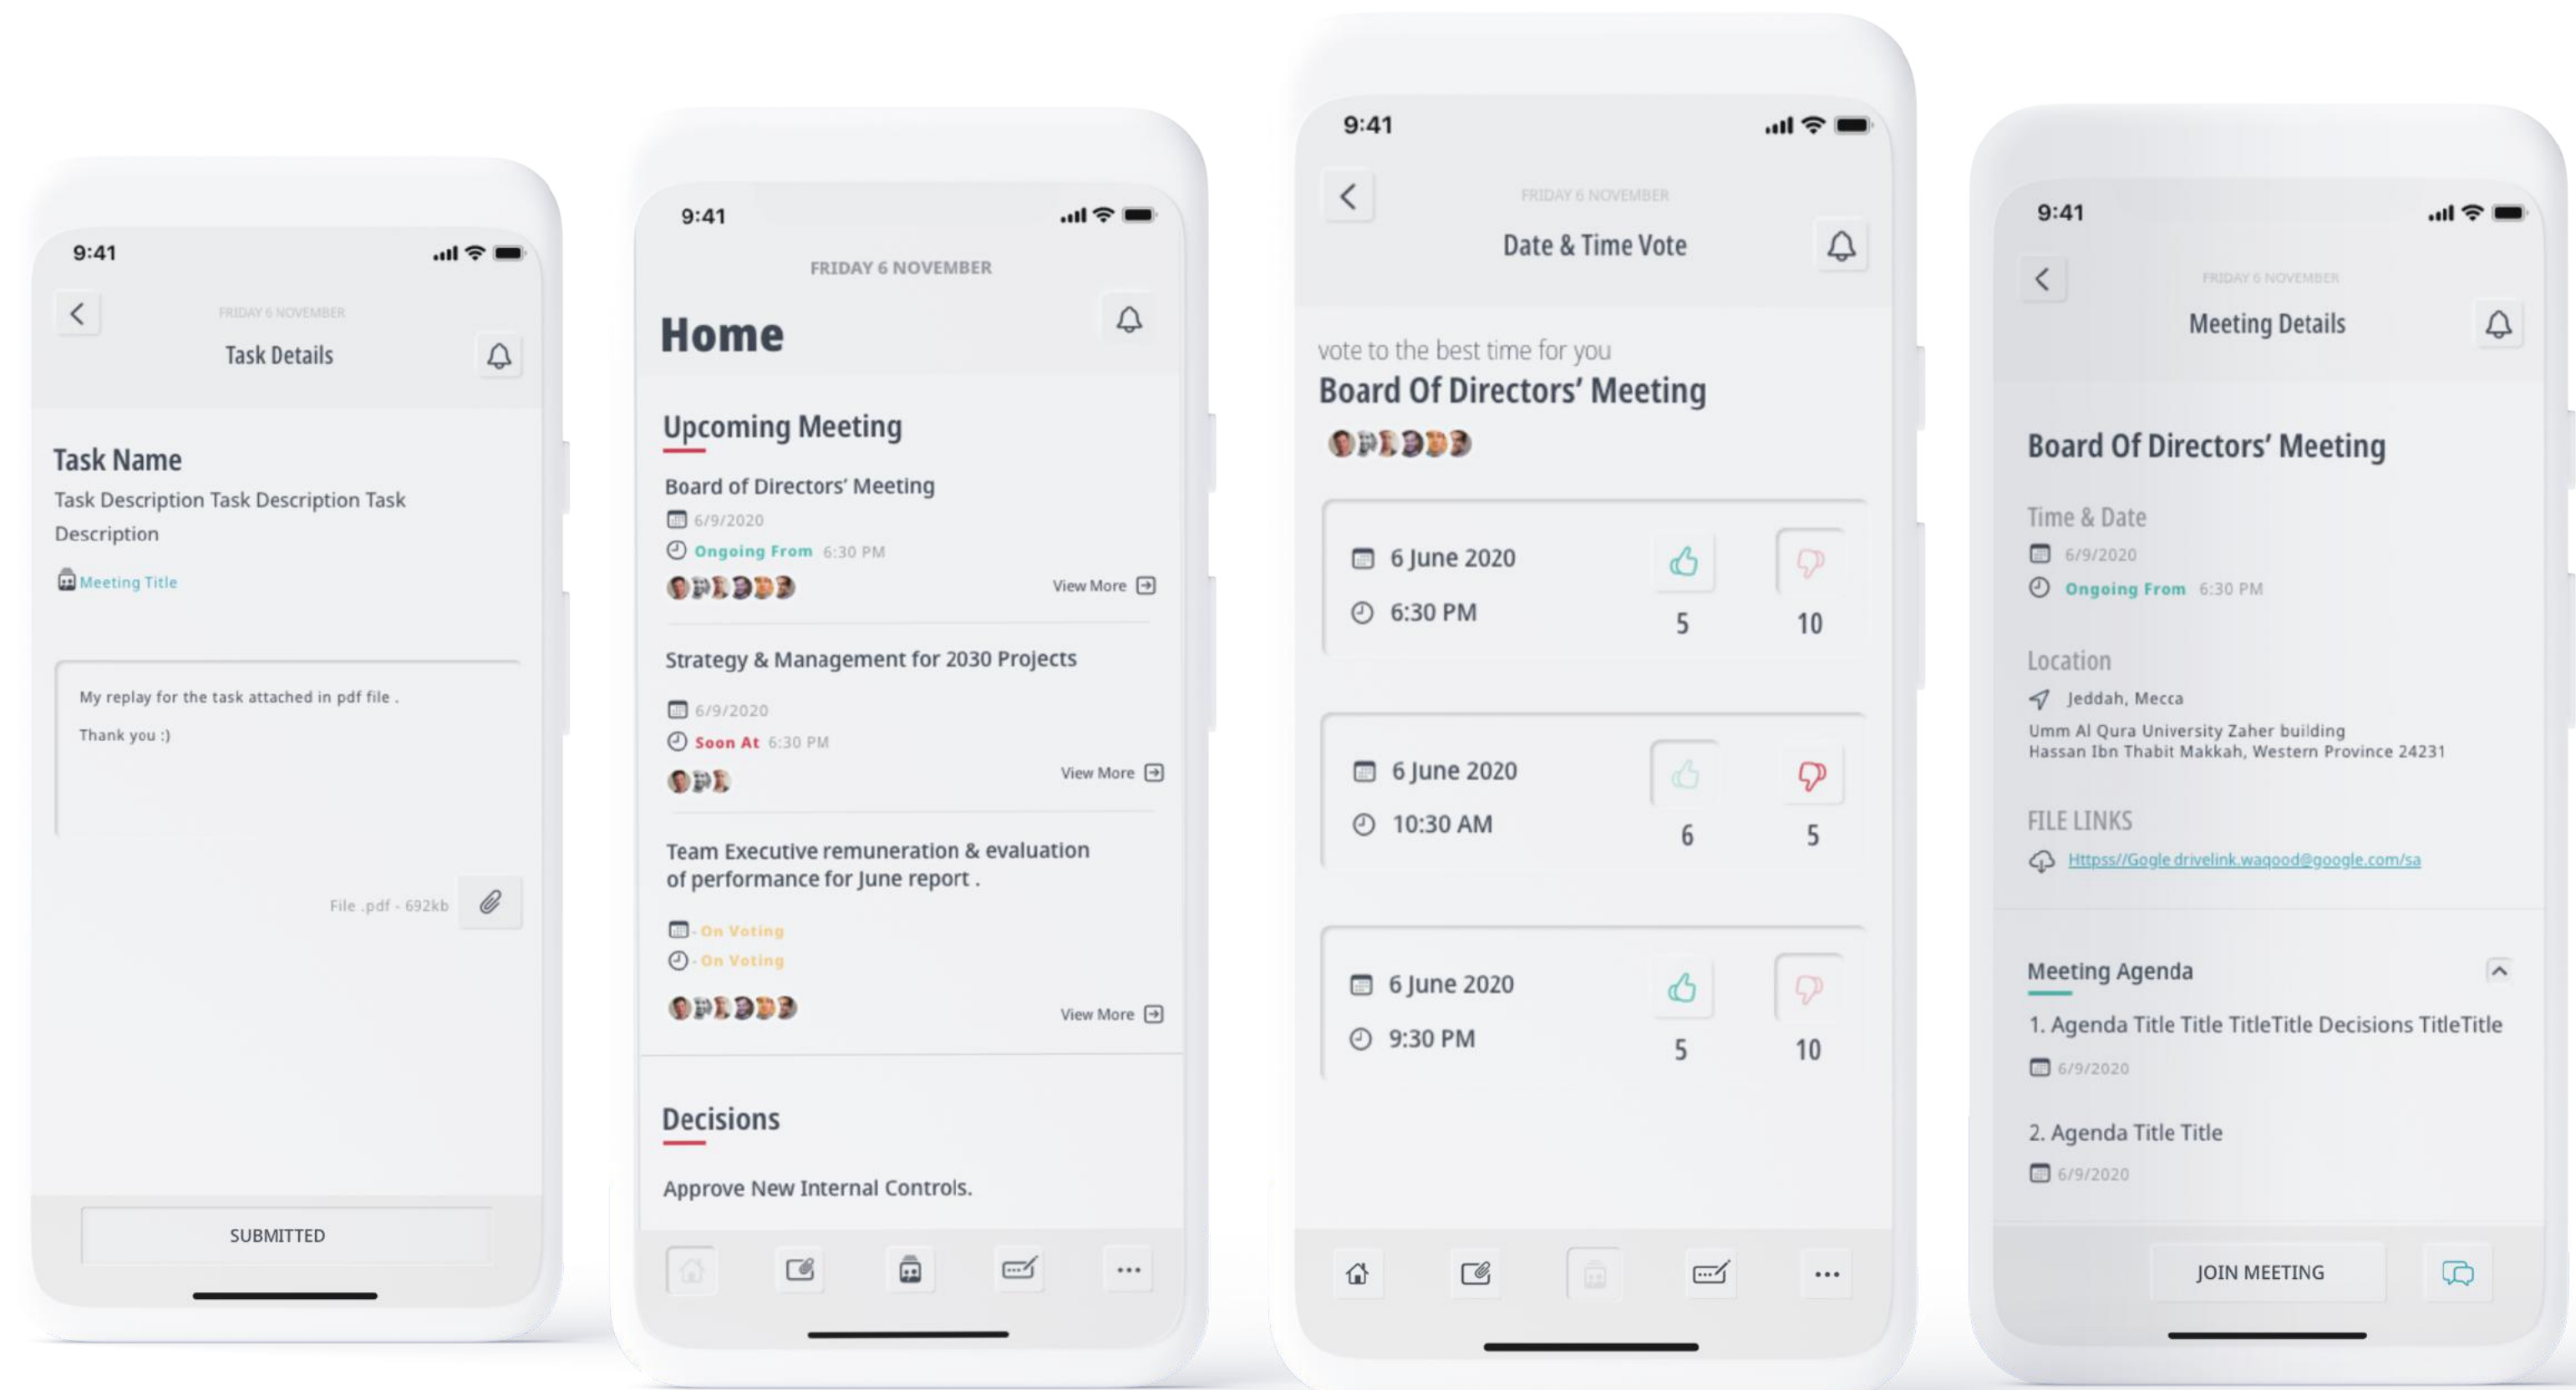 9:41
FRIDAY 6 NOVEMBER
Task Details
Task Name
Task Description Task Description Task
Description
Meeting Title
My replay for the task attached in pdf file .
Thank you :)
File .pdf - 692kb
SUBMITTED
9:41
FRIDAY 6 NOVEMBER
Home
Upcoming Meeting
Board of Directors’ Meeting
6/9/2020
Ongoing From 6:30 PM
View More
Strategy & Management for 2030 Projects
6/9/2020
Soon At 6:30 PM
View More
Team Executive remuneration & evaluation
of performance for June report .
- On Voting
- On Voting
View More
Decisions
Approve New Internal Controls.
9:41
FRIDAY 6 NOVEMBER
Date & Time Vote
vote to the best time for you
Board Of Directors’ Meeting
6 June 2020
6:30 PM
5 10
6 June 2020
10:30 AM
6 5
6 June 2020
9:30 PM
5 10
9:41
FRIDAY 6 NOVEMBER
Meeting Details
Board Of Directors’ Meeting
Time & Date
6/9/2020
Ongoing From 6:30 PM
Location
Jeddah, Mecca
Umm Al Qura University Zaher building
Hassan Ibn Thabit Makkah, Western Province 24231
FILE LINKS
Httpss//Gogle drivelink.waqood@google.com/sa
Meeting Agenda
1. Agenda Title Title TitleTitle Decisions TitleTitle
6/9/2020
2. Agenda Title Title
6/9/2020
JOIN MEETING